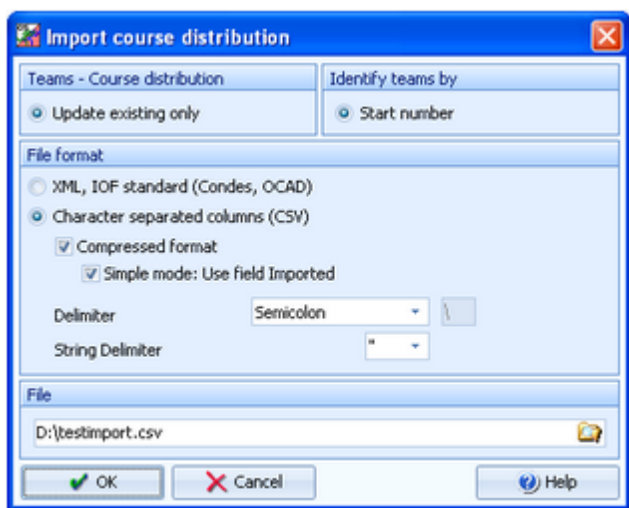 Import course distribution
Teams - Course distribution
Identify teams by
Update existing only
Start number
File format
XML, IOF standard (Condes, OCAD)
Character separated columns (CSV)
Compressed format
Simple mode: Use field Imported
Delimiter
Semicolon
\
String Delimiter
"
File
D:\testimport.csv
OK
Cancel
Help